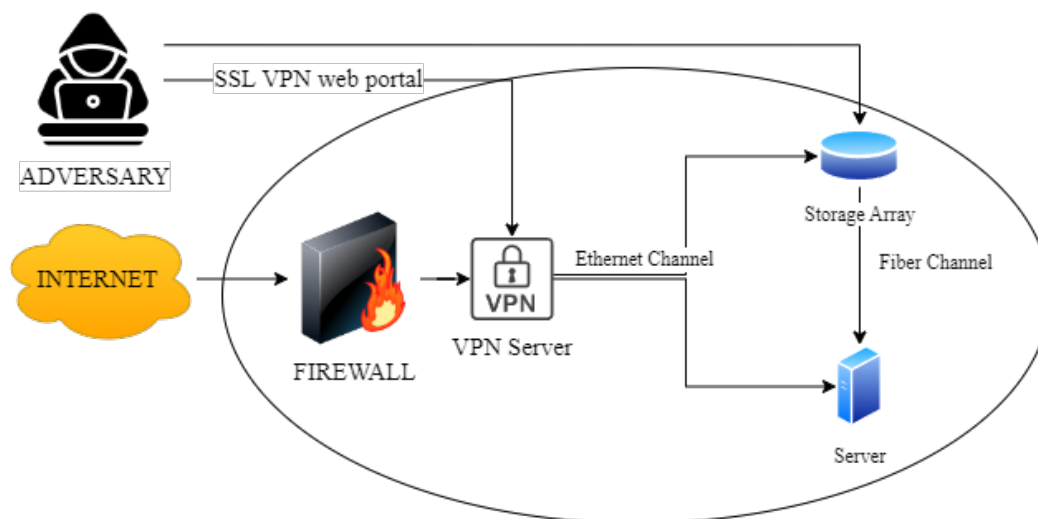 SSL VPN web portal
ADVERSARY
INTERNET
FIREWALL
VPN
VPN Server
Ethernet Channel
Storage Array
Fiber Channel
Server